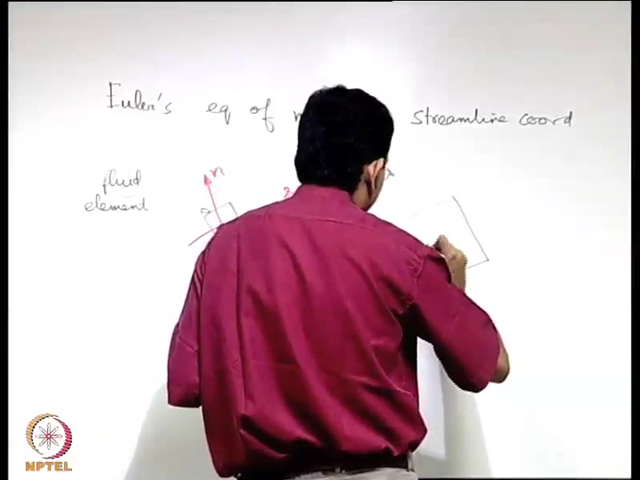 Euler's eq of Streamline coord
fluid
element
n
s
NPTEL